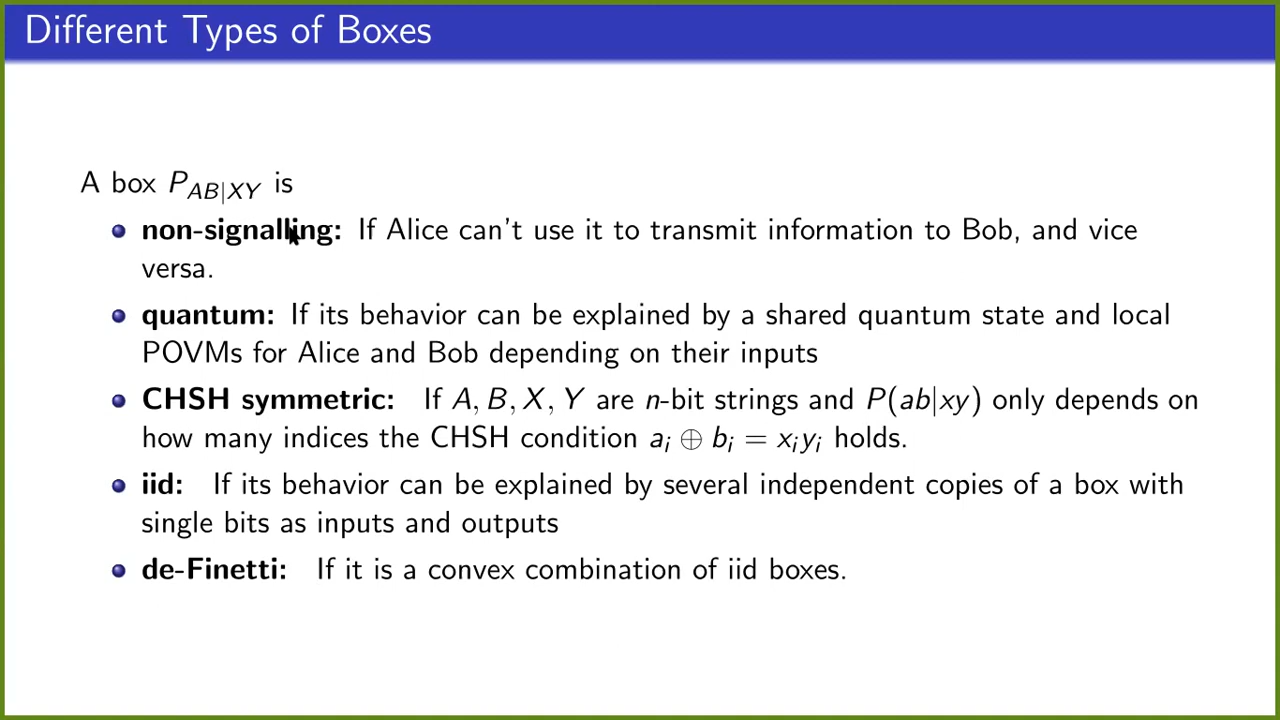 Different Types of Boxes
A box P_{AB|XY} is
non-signalling: If Alice can't use it to transmit information to Bob, and vice
versa.
quantum: If its behavior can be explained by a shared quantum state and local
POVMs for Alice and Bob depending on their inputs
CHSH symmetric: If A, B, X, Y are n-bit strings and P(ab|xy) only depends on
how many indices the CHSH condition a_i ⊕ b_i = x_i y_i holds.
iid: If its behavior can be explained by several independent copies of a box with
single bits as inputs and outputs
de-Finetti: If it is a convex combination of iid boxes.